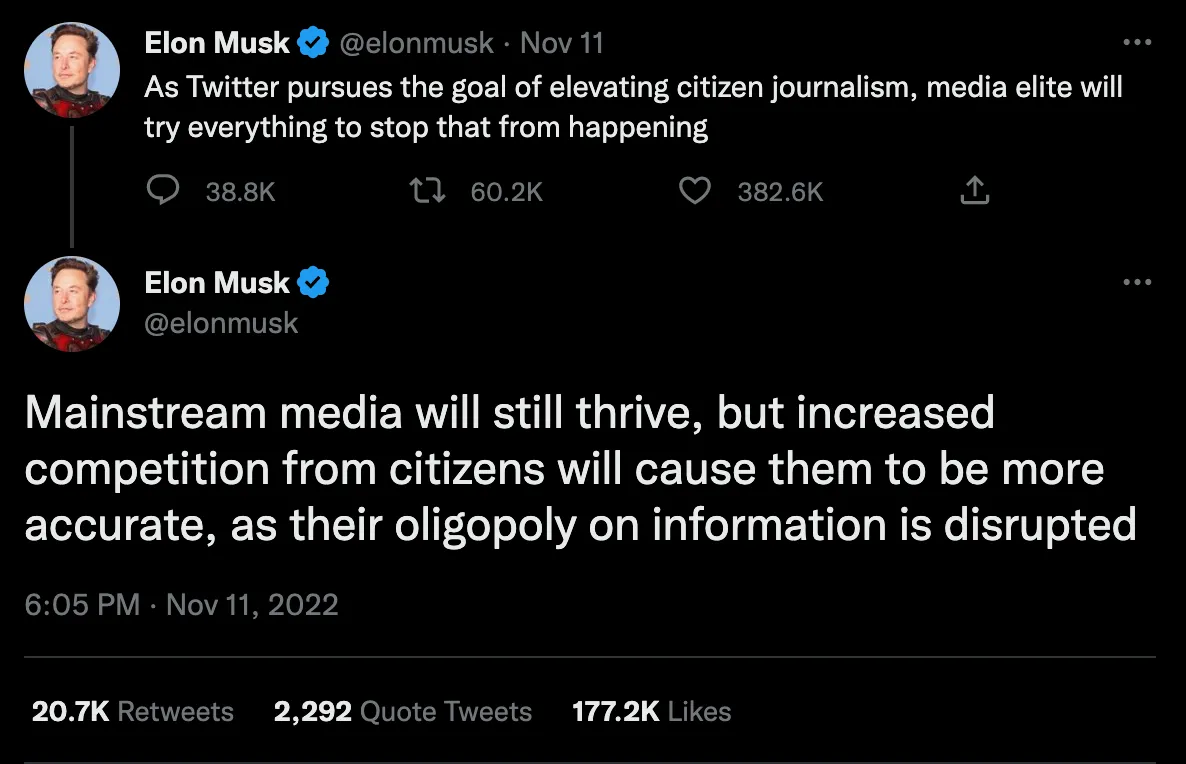 Elon Musk @elonmusk · Nov 11
As Twitter pursues the goal of elevating citizen journalism, media elite will
try everything to stop that from happening
38.8K 60.2K 382.6K
Elon Musk
@elonmusk
Mainstream media will still thrive, but increased
competition from citizens will cause them to be more
accurate, as their oligopoly on information is disrupted
6:05 PM · Nov 11, 2022
20.7K Retweets 2,292 Quote Tweets 177.2K Likes